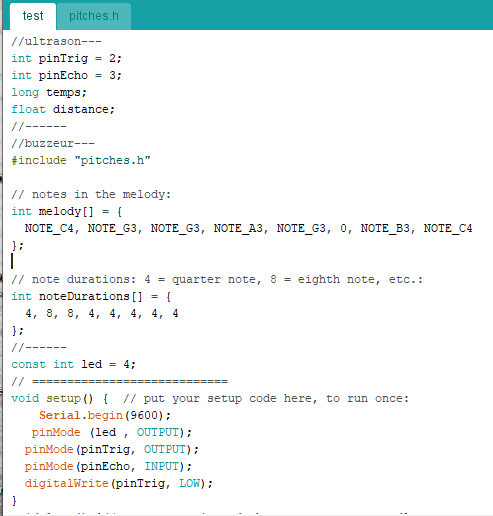 test pitches.h
//ultrason---
int pinTrig = 2;
int pinEcho = 3;
long temps;
float distance;
//------
//buzzeur---
#include "pitches.h"
// notes in the melody:
int melody[] = {
  NOTE_C4, NOTE_G3, NOTE_G3, NOTE_A3, NOTE_G3, 0, NOTE_B3, NOTE_C4
};
// note durations: 4 = quarter note, 8 = eighth note, etc.:
int noteDurations[] = {
  4, 8, 8, 4, 4, 4, 4, 4
};
//------
const int led = 4;
// ============================
void setup() {  // put your setup code here, to run once:
    Serial.begin(9600);
   pinMode (led , OUTPUT);
  pinMode(pinTrig, OUTPUT);
  pinMode(pinEcho, INPUT);
  digitalWrite(pinTrig, LOW);
}